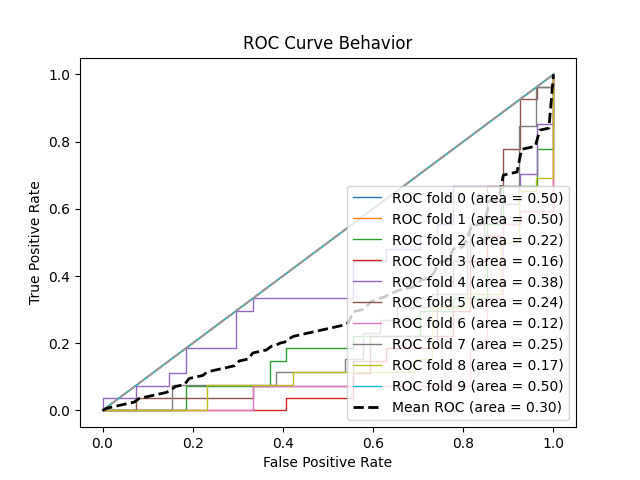 ROC Curve Behavior
True Positive Rate
1.0
0.8
0.6
0.4
0.2
0.0
ROC fold 0 (area = 0.50)
ROC fold 1 (area = 0.50)
ROC fold 2 (area = 0.22)
ROC fold 3 (area = 0.16)
ROC fold 4 (area = 0.38)
ROC fold 5 (area = 0.24)
ROC fold 6 (area = 0.12)
ROC fold 7 (area = 0.25)
ROC fold 8 (area = 0.17)
ROC fold 9 (area = 0.50)
Mean ROC (area = 0.30)
0.0 0.2 0.4 0.6 0.8 1.0
False Positive Rate